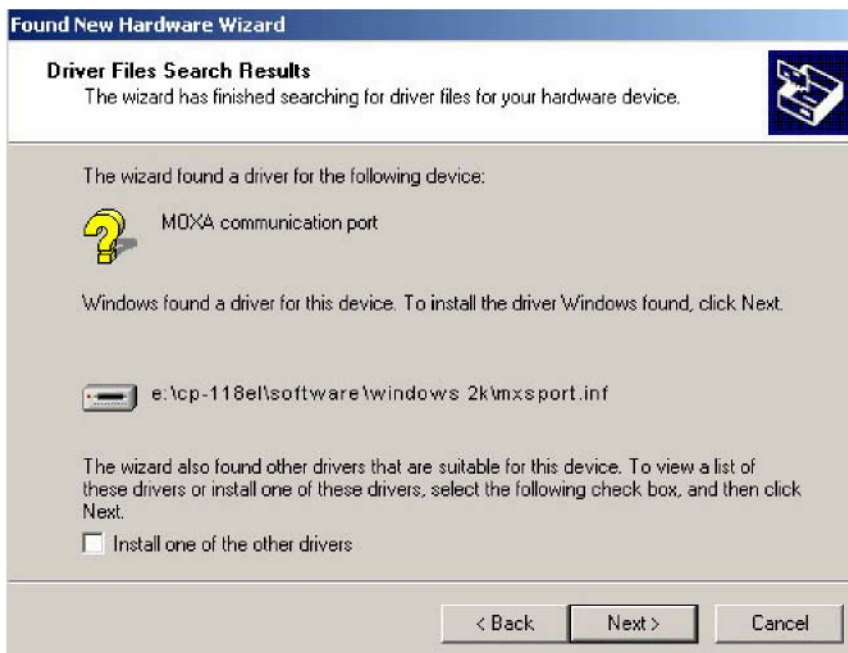 Found New Hardware Wizard
Driver Files Search Results
The wizard has finished searching for driver files for your hardware device.
The wizard found a driver for the following device:
MOXA communication port
Windows found a driver for this device. To install the driver Windows found, click Next.
e:\cp-118el\software\windows 2k\mxsport.inf
The wizard also found other drivers that are suitable for this device. To view a list of
these drivers or install one of these drivers, select the following check box, and then click
Next.
Install one of the other drivers
< Back
Next >
Cancel